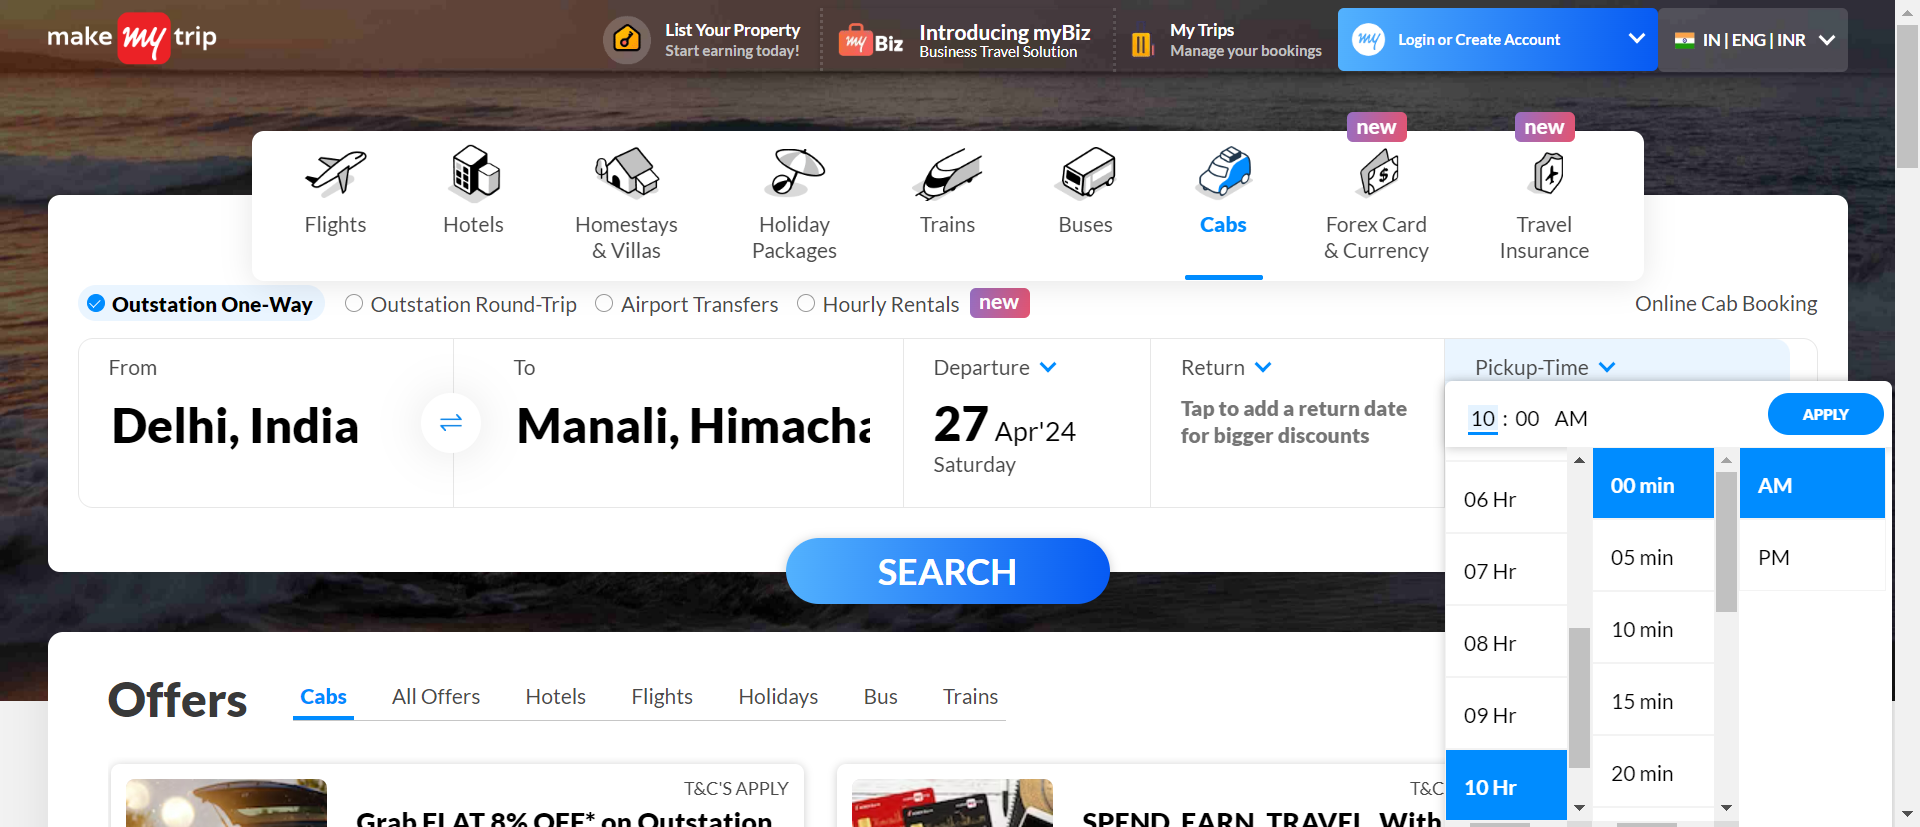 make my trip
List Your Property
Start earning today!
my Biz
Introducing myBiz
Business Travel Solution
My Trips
Manage your bookings
my
Login or Create Account
IN | ENG | INR
new
new
Flights
Hotels
Homestays
& Villas
Holiday
Packages
Trains
Buses
Cabs
Forex Card
& Currency
Travel
Insurance
Outstation One-Way
Outstation Round-Trip
Airport Transfers
Hourly Rentals
new
Online Cab Booking
From
Delhi, India
To
Manali, Himacha
Departure
27 Apr'24
Saturday
Return
Tap to add a return date
for bigger discounts
Pickup-Time
10 : 00 AM
APPLY
06 Hr
07 Hr
08 Hr
09 Hr
10 Hr
00 min
05 min
10 min
15 min
20 min
AM
PM
SEARCH
Offers
Cabs
All Offers
Hotels
Flights
Holidays
Bus
Trains
T&C'S APPLY
Grab FLAT 8% OFF* on Outstation
T&C
SPEND, EARN, TRAVEL, With